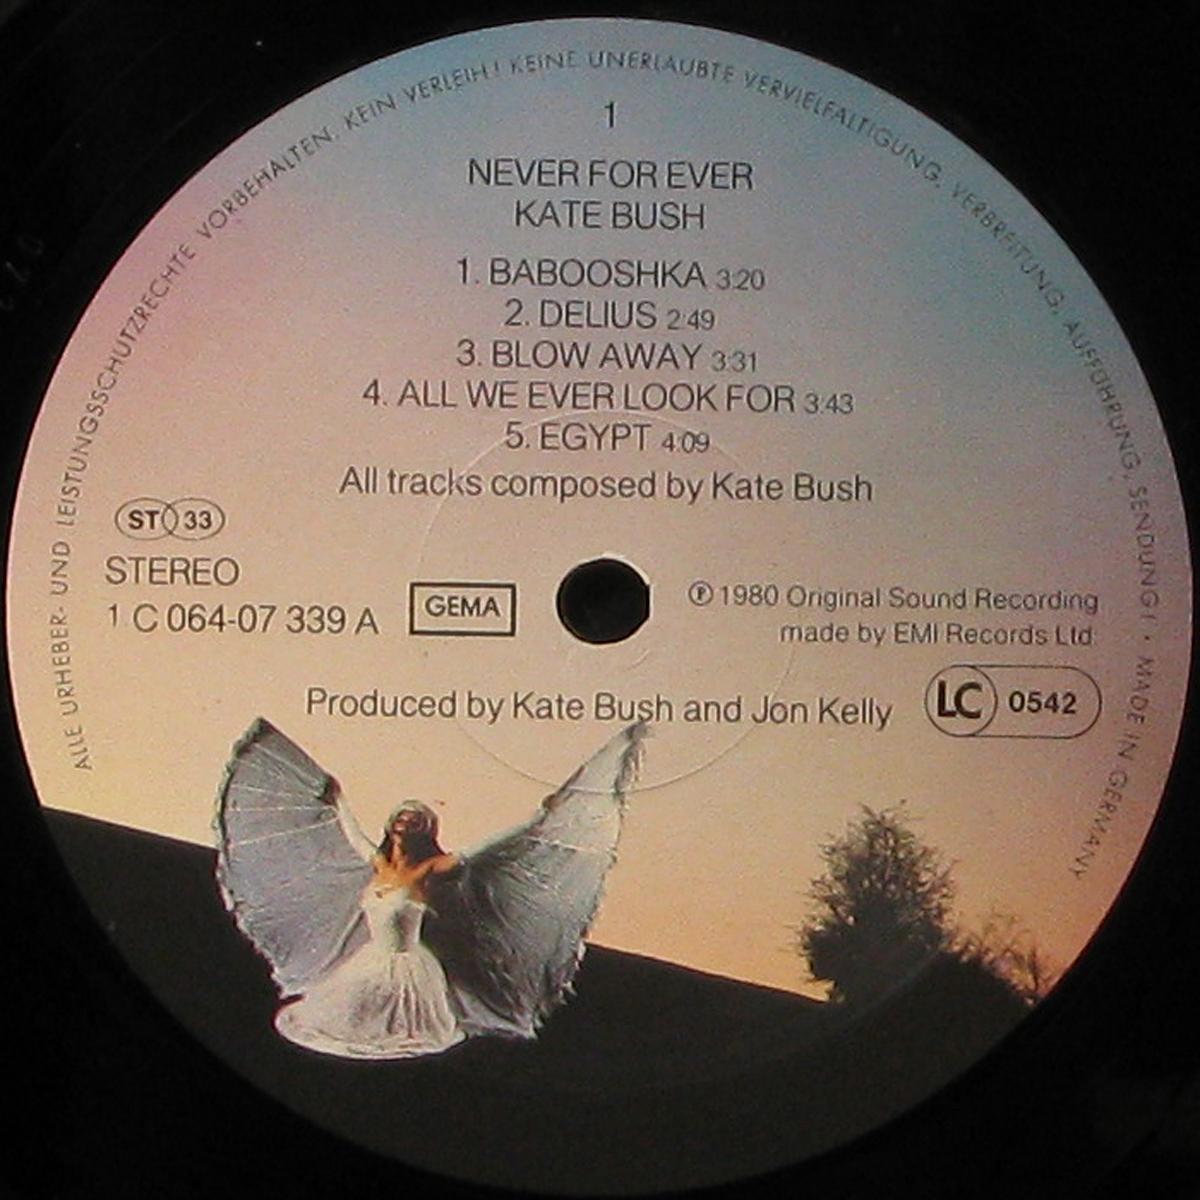 ALLE URHEBER- UND LEISTUNGSSCHUTZRECHTE VORBEHALTEN. KEIN VERLEIH! KEINE UNERLAUBTE VERVIELFÄLTIGUNG, VERBREITUNG, AUFFÜHRUNG, SENDUNG! • MADE IN GERMANY
1
NEVER FOR EVER
KATE BUSH
1. BABOOSHKA 3:20
2. DELIUS 2:49
3. BLOW AWAY 3:31
4. ALL WE EVER LOOK FOR 3:43
5. EGYPT 4:09
All tracks composed by Kate Bush
ST 33
STEREO
1 C 064-07 339 A
GEMA
℗ 1980 Original Sound Recording
made by EMI Records Ltd
Produced by Kate Bush and Jon Kelly
LC 0542